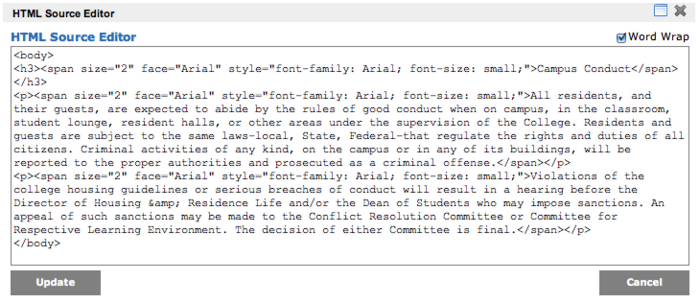 HTML Source Editor
HTML Source Editor
Word Wrap
<body>
<h3><span size="2" face="Arial" style="font-family: Arial; font-size: small;">Campus Conduct</span>
</h3>
<p><span size="2" face="Arial" style="font-family: Arial; font-size: small;">All residents, and
their guests, are expected to abide by the rules of good conduct when on campus, in the classroom,
student lounge, resident halls, or other areas under the supervision of the College. Residents and
guests are subject to the same laws-local, State, Federal-that regulate the rights and duties of all
citizens. Criminal activities of any kind, on the campus or in any of its buildings, will be
reported to the proper authorities and prosecuted as a criminal offense.</span></p>
<p><span size="2" face="Arial" style="font-family: Arial; font-size: small;">Violations of the
college housing guidelines or serious breaches of conduct will result in a hearing before the
Director of Housing &amp; Residence Life and/or the Dean of Students who may impose sanctions. An
appeal of such sanctions may be made to the Conflict Resolution Committee or Committee for
Respective Learning Environment. The decision of either Committee is final.</span></p>
</body>
Update
Cancel